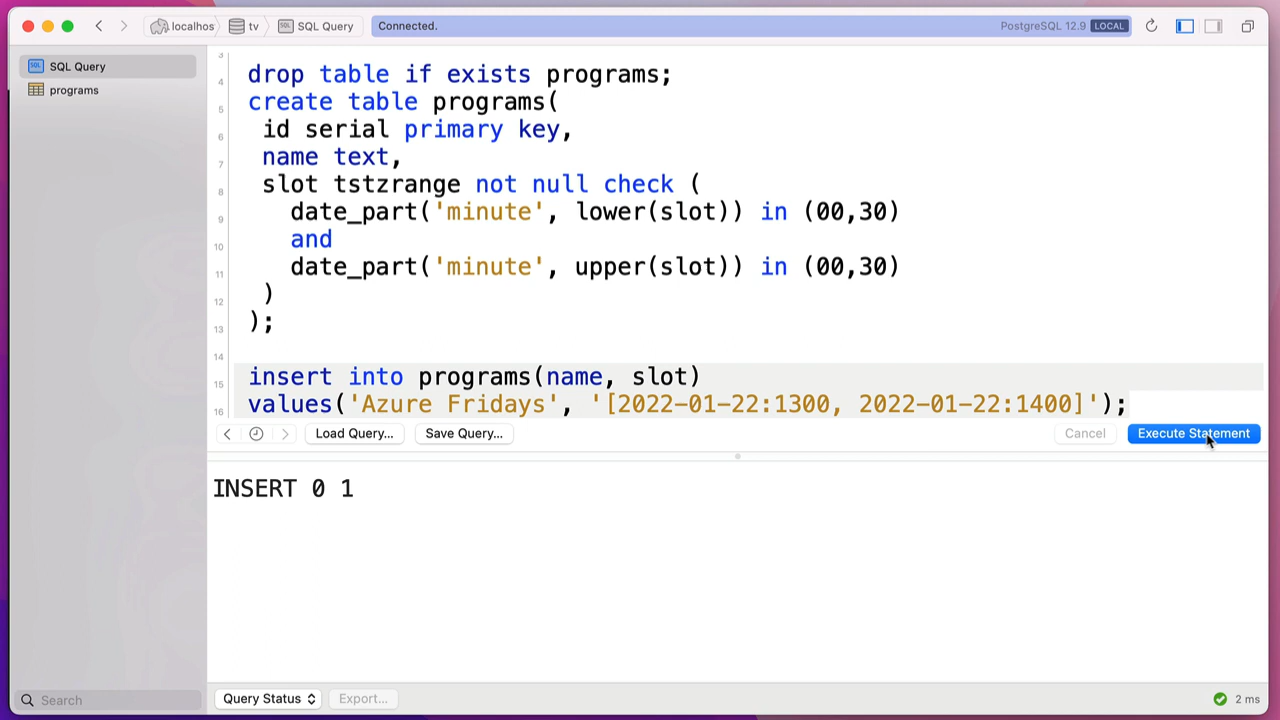 localhos tv SQL Query Connected. PostgreSQL 12.9 LOCAL
SQL Query
programs
3
4 drop table if exists programs;
5 create table programs(
6 id serial primary key,
7 name text,
8 slot tstzrange not null check (
9 date_part('minute', lower(slot)) in (00,30)
10 and
11 date_part('minute', upper(slot)) in (00,30)
12 )
13 );
14
15 insert into programs(name, slot)
16 values('Azure Fridays', '[2022-01-22:1300, 2022-01-22:1400]');
Load Query... Save Query... Cancel Execute Statement
INSERT 0 1
Search Query Status Export... 2 ms